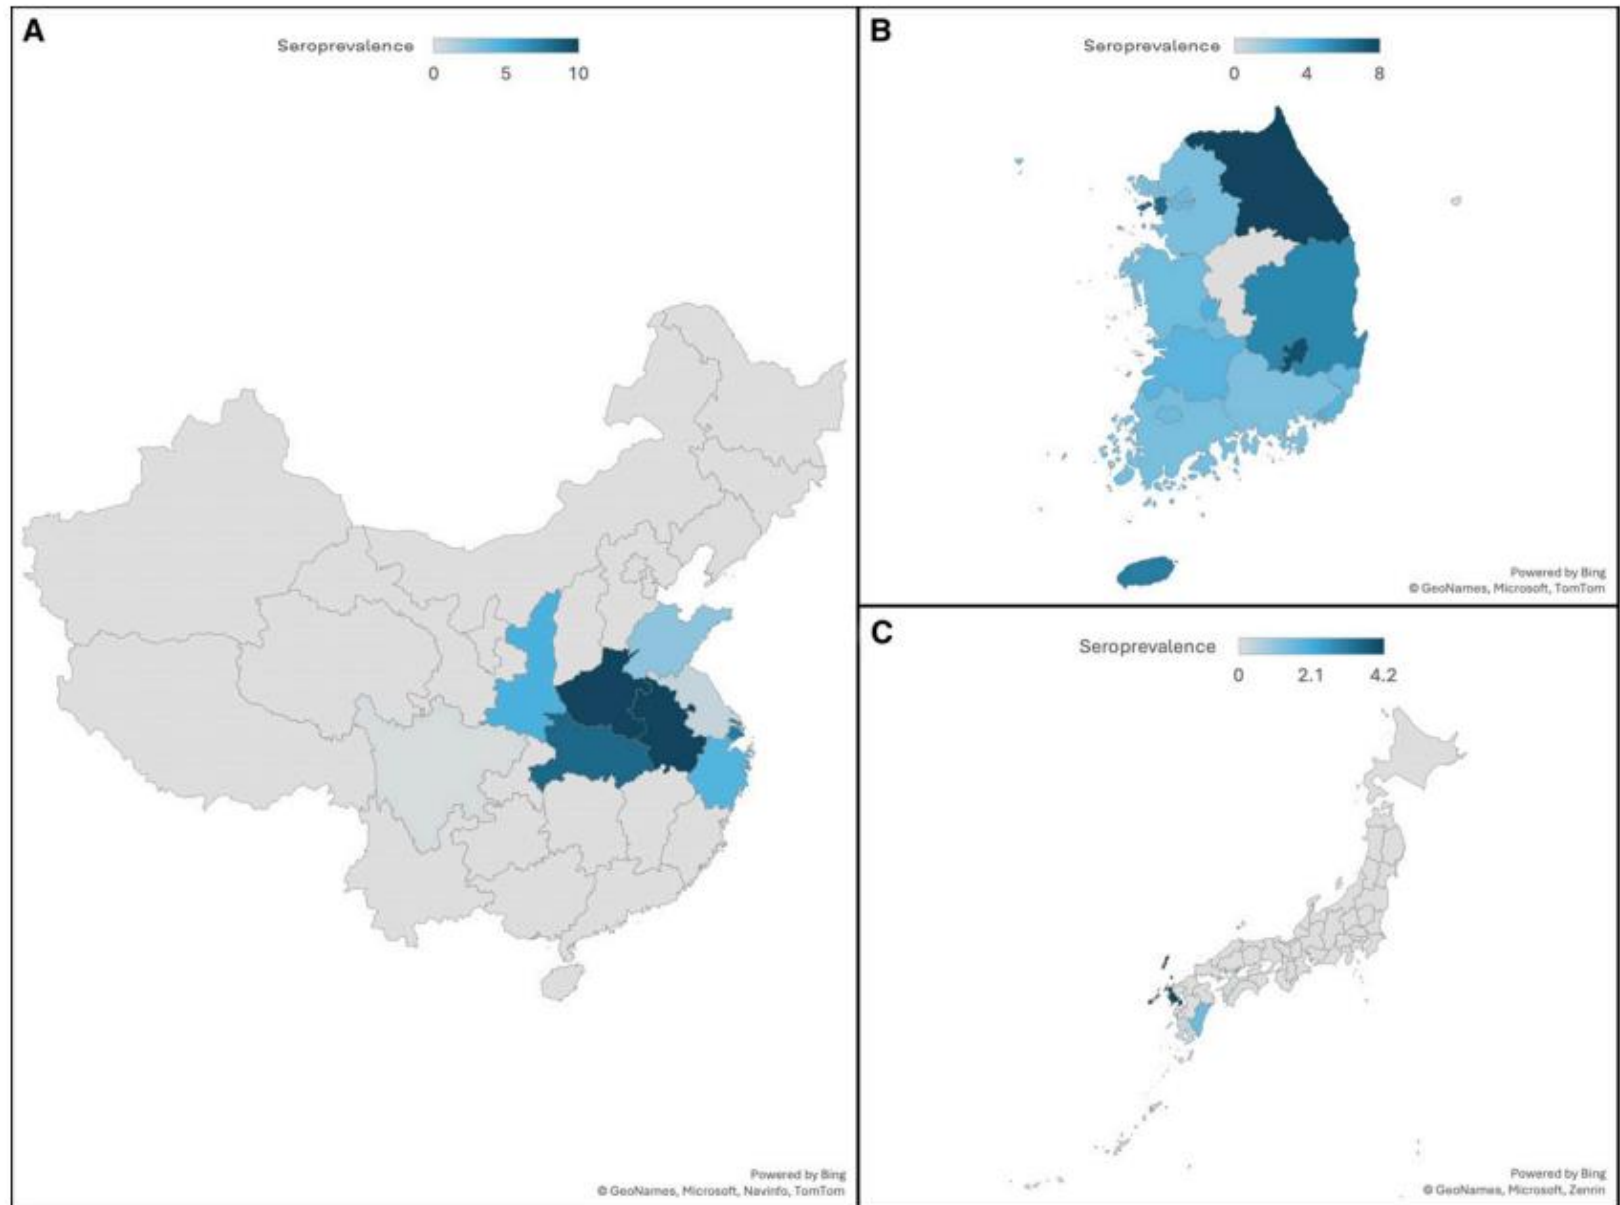 A
Seroprevalence
0 5 10
Powered by Bing
© GeoNames, Microsoft, Navinfo, TomTom
B
Seroprevalence
0 4 8
Powered by Bing
© GeoNames, Microsoft, TomTom
C
Seroprevalence
0 2.1 4.2
Powered by Bing
© GeoNames, Microsoft, Zenrin